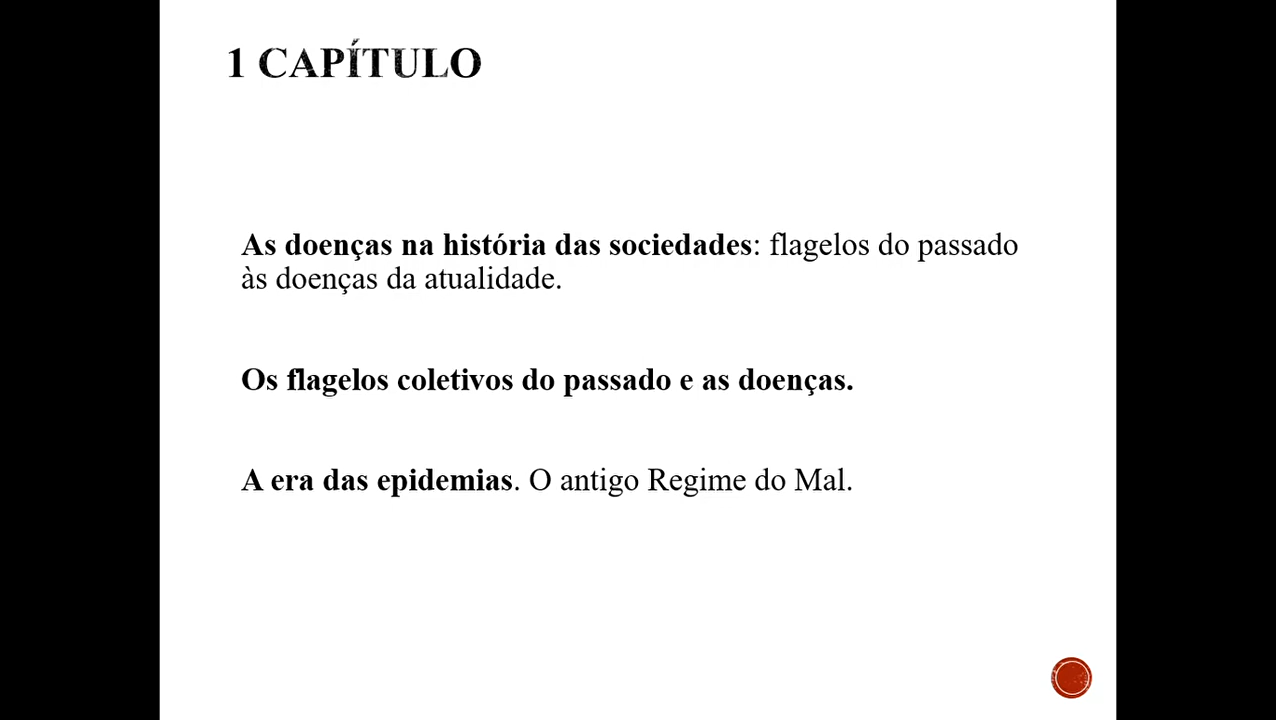 1 CAPÍTULO
As doenças na história das sociedades: flagelos do passado
às doenças da atualidade.
Os flagelos coletivos do passado e as doenças.
A era das epidemias. O antigo Regime do Mal.